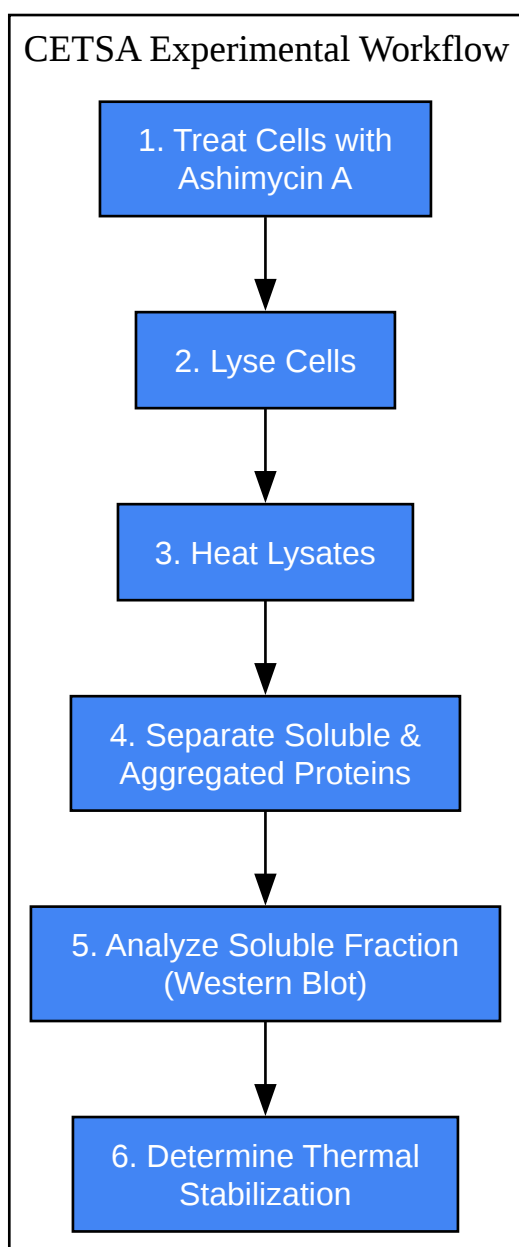 CETSA Experimental Workflow
1. Treat Cells with
Ashimycin A
2. Lyse Cells
3. Heat Lysates
4. Separate Soluble &
Aggregated Proteins
5. Analyze Soluble Fraction
(Western Blot)
6. Determine Thermal
Stabilization